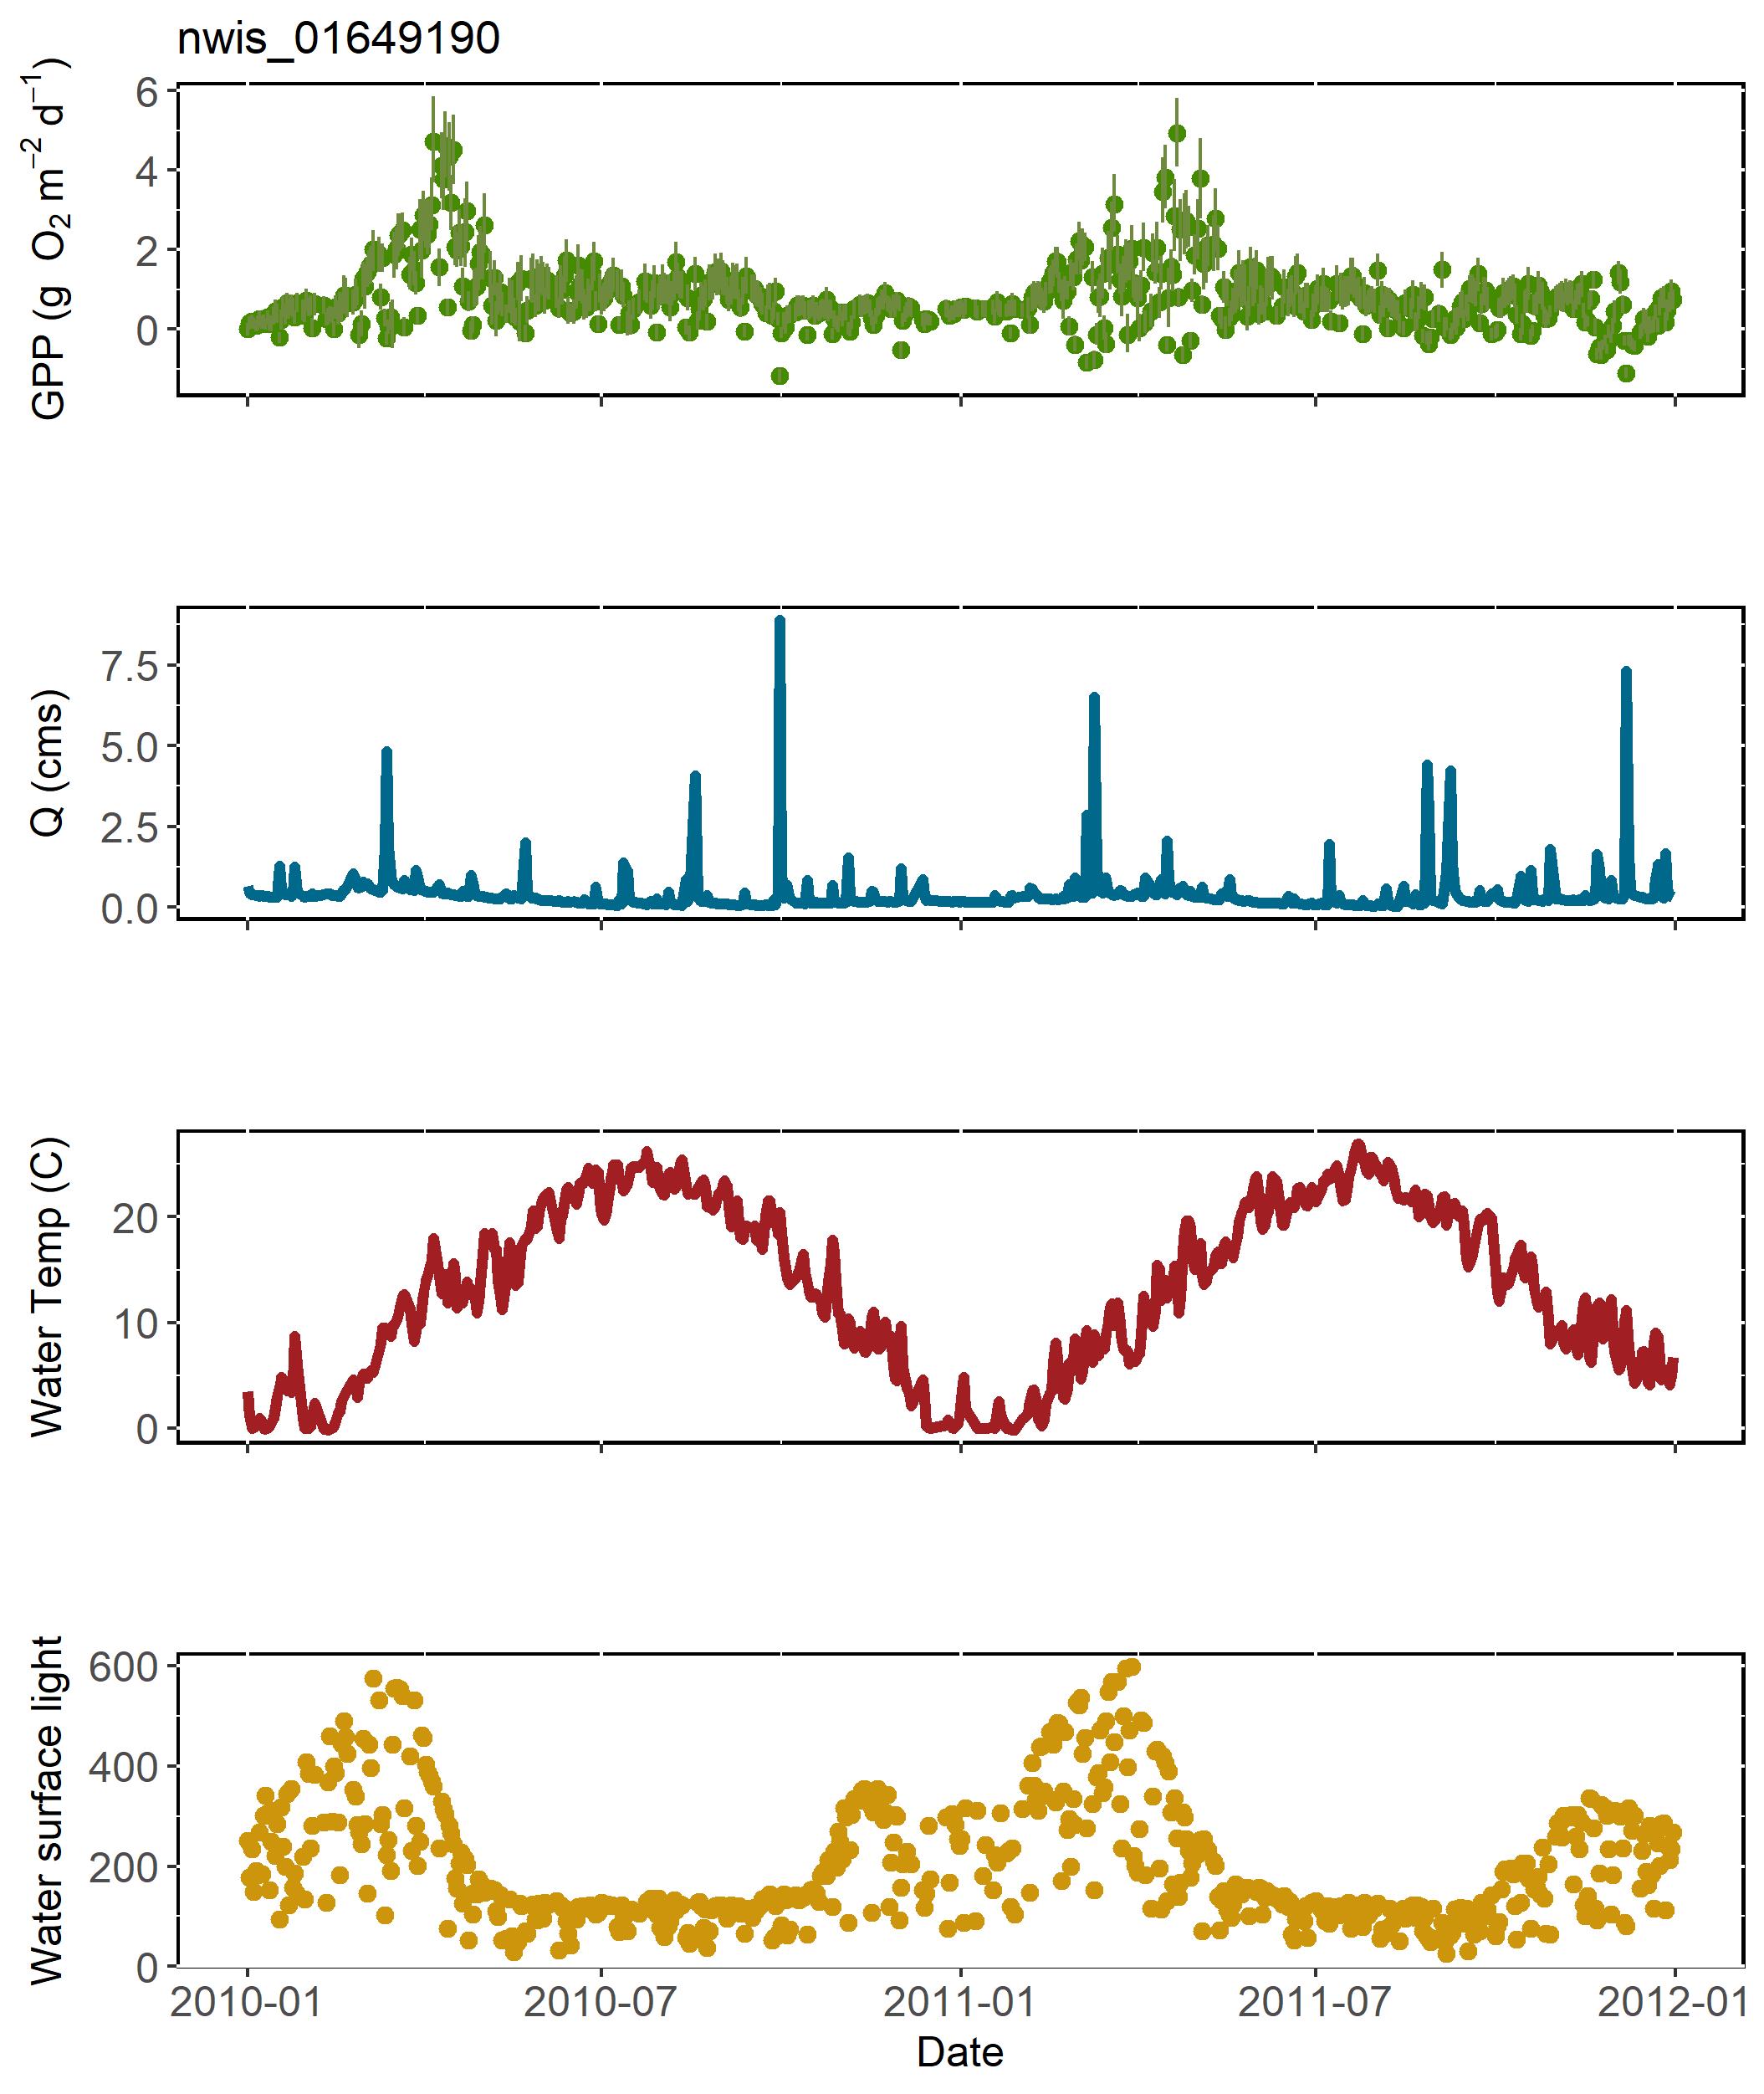 nwis_01649190
GPP (g O₂ m⁻² d⁻¹)
6
4
2
0
Q (cms)
7.5
5.0
2.5
0.0
Water Temp (C)
20
10
0
Water surface light
600
400
200
0
2010-01 2010-07 2011-01 2011-07 2012-01
Date